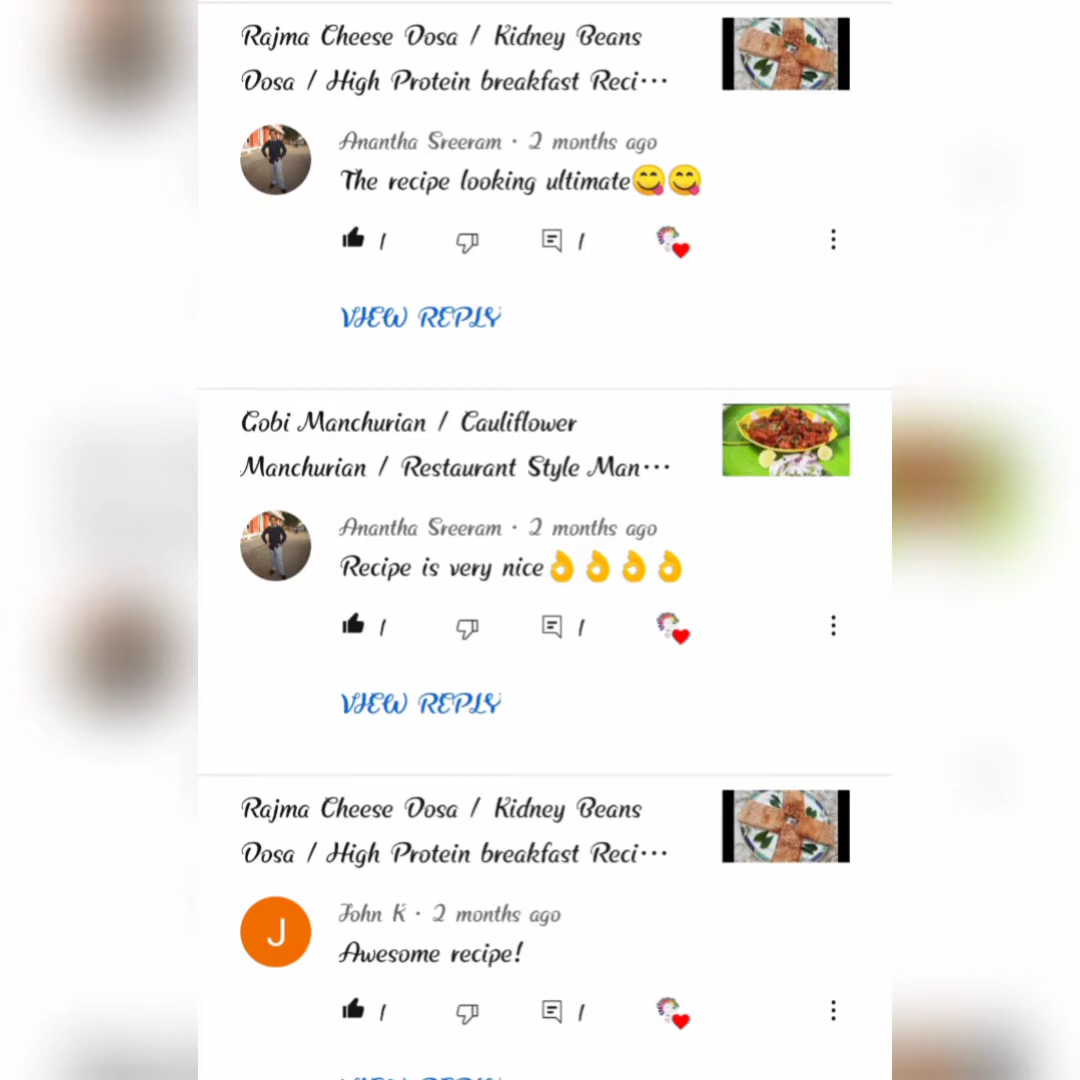 Rajma Cheese Dosa / Kidney Beans
Dosa / High Protein breakfast Reci...
Anantha Sreeram · 2 months ago
The recipe looking ultimate😋😋
1 1
VIEW REPLY
Gobi Manchurian / Cauliflower
Manchurian / Restaurant Style Man...
Anantha Sreeram · 2 months ago
Recipe is very nice👌👌👌👌
1 1
VIEW REPLY
Rajma Cheese Dosa / Kidney Beans
Dosa / High Protein breakfast Reci...
J
John K · 2 months ago
Awesome recipe!
1 1